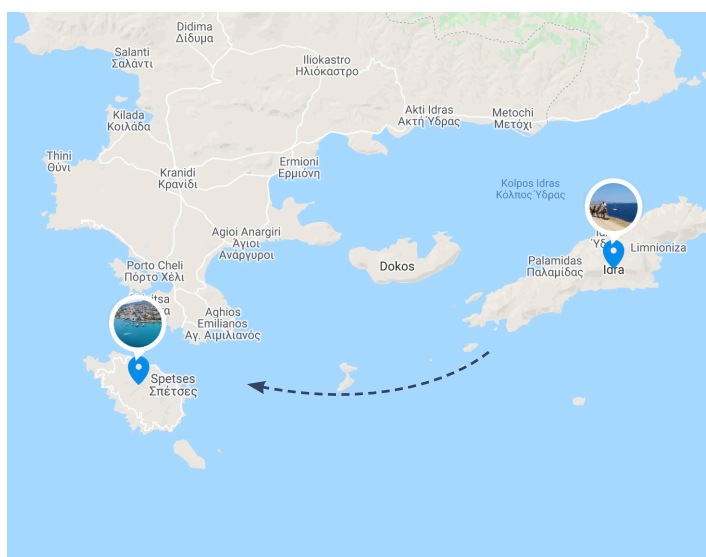 Didima
Δίδυμα
Salanti
Σαλάντι
Iliokastro
Ηλιόκαστρο
Kilada
Κοιλάδα
Akti Idras
Ακτή Ύδρας
Metochi
Μετόχι
Thini
Θύνι
Kranidi
Κρανίδι
Ermioni
Ερμιόνη
Kolpos Idras
Κόλπος Ύδρας
Agioi Anargiri
Άγιοι
Ανάργυροι
Limnioniza
Palamidas
Παλαμίδας
Idra
Dokos
Porto Cheli
Πόρτο Χέλι
Aghios
Emilianos
Αγ. Αιμιλιανός
Spetses
Σπέτσες